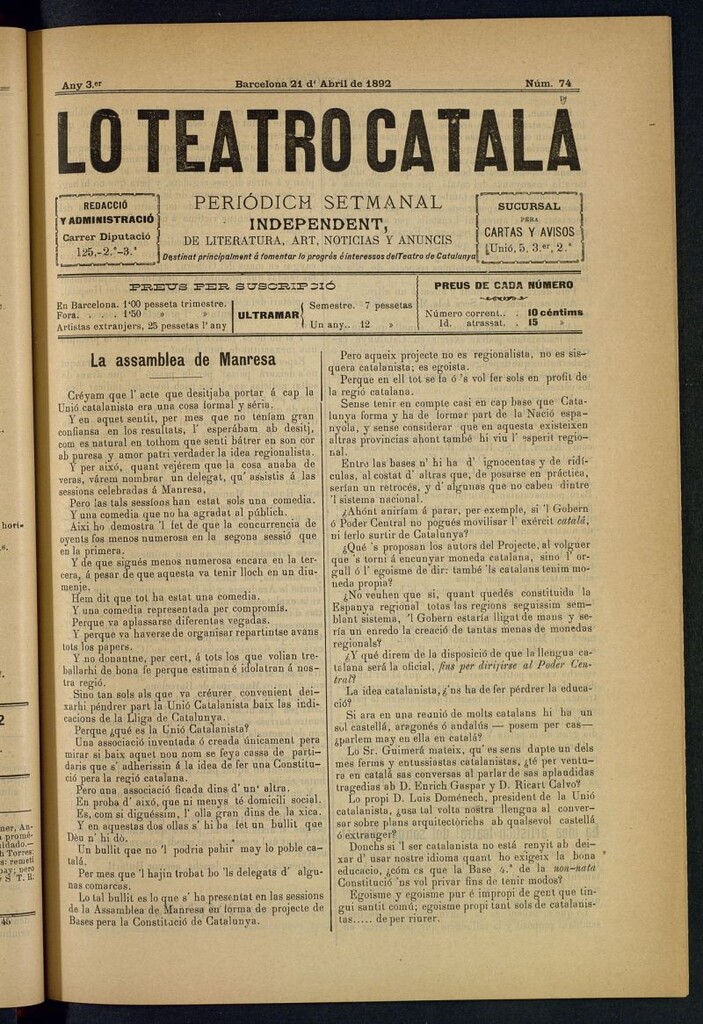 Any 3.er
Barcelona 21 d' Abril de 1892
Núm. 74
LO TEATRO CATALÁ
REDACCIÓ
Y ADMINISTRACIÓ
Carrer Diputació
125,-2.º-3.ª
PERIÓDICH SETMANAL
INDEPENDENT,
DE LITERATURA, ART, NOTICIAS Y ANUNCIS
Destinat principalment á fomentar lo progrés é interessos del Teatro de Catalunya
SUCURSAL
PERA
CARTAS Y AVISOS
Unió, 5, 3.er, 2.ª
PREUS PER SUSCRIPCIÓ
En Barcelona. 1'00 pesseta trimestre.
Fora. . . . 1'50 » »
Artistas extranjers, 25 pessetas l' any
ULTRAMAR
Semestre. 7 pessetas
Un any.. 12 »
PREUS DE CADA NÚMERO
Número corrent. . 10 céntims
Id. atrassat. . 15 »
La assamblea de Manresa
Créyam que l' acte que desitjaba portar á cap la
Unió catalanista era una cosa formal y séria.
Y en aquet sentit, per mes que no teníam gran
confiansa en los resultats, l' esperábam ab desitj,
com es natural en tothom que senti bátrer en son cor
ab puresa y amor patri verdader la idea regionalista.
Y per aixó, quant vejérem que la cosa anaba de
veras, várem nombrar un delegat, qu' assistís á las
sessions celebradas á Manresa,
Pero las tals sessions han estat sols una comedia.
Y una comedia que no ha agradat al públich.
Aixi ho demostra 'l fet de que la concurrencia de
oyents fos menos numerosa en la segona sessió que
en la primera.
Y de que sigués menos numerosa encara en la ter-
cera, á pesar de que aquesta va tenir lloch en un diu-
menje.
Hem dit que tot ha estat una comedia.
Y una comedia representada per compromís.
Perque va aplassarse diferentas vegadas.
Y perque va haverse de organisar repartintse avans
tots los papers.
Y no donantne, per cert, á tots los que volian tre-
ballarhi de bona fe perque estiman é idolatran á nos-
tra regió.
Sino tan sols als que va créurer convenient dei-
xarhi péndrer part la Unió Catalanista baix las indi-
cacions de la Lliga de Catalunya.
Perque ¿qué es la Unió Catalanista?
Una associació inventada ó creada únicament pera
mirar si baix aquet nou nom se feya cassa de parti-
daris que s' adherissin á la idea de fer una Constitu-
ció pera la regió catalana.
Pero una associació ficada dins d' un' altra.
En proba d' aixó, que ni menys té domicili social.
Es, com si diguéssim, l' olla gran dins de la xica.
Y en aquestas dos ollas s' hi ba fet un bullit que
Déu n' hi dó.
Un bullit que no 'l podria pahir may lo poble ca-
talá.
Per mes que 'l hajin trobat bo 'ls delegats d' algu-
nas comarcas.
Lo tal bullit es lo que s' ha presentat en las sessions
de la Assamblea de Manresa en forma de projecte de
Bases pera la Constitució de Catalunya.
Pero aqueix projecte no es regionalista, no es sis-
quera catalanista; es egoista.
Perque en ell tot se fa ó 's vol fer sols en profit de
la regió catalana.
Sense tenir en compte casi en cap base que Cata-
lunya forma y ha de formar part de la Nació espa-
nyola, y sense considerar que en aquesta existeixen
altras provincias ahont també hi viu l' esperit regio-
nal.
Entre las bases n' hi ha d' ignocentas y de ridí-
culas, al costat d' altras que, de posarse en práctica,
serían un retrocés, y d' algunas que no caben dintre
'l sistema nacional.
¿Ahónt aniríam á parar, per exemple, si 'l Gobern
ó Poder Central no pogués movilisar l' exércit catalá,
ni ferlo surtir de Catalunya?
¿Qué 's proposan los autors del Projecte, al volguer
que 's torni á encunyar moneda catalana, sino l' or-
gull ó l' egoisme de dir: també 'ls catalans tenim mo-
neda propia?
¿No veuhen que si, quant quedés constituida la
Espanya regional totas las regions seguissim sem-
blant sistema, 'l Gobern estaría lligat de mans y se-
ría un enredo la creació de tantas menas de monedas
regionals?
¿Y qué direm de la disposició de que la llengua ca-
talana será la oficial, fins per dirijirse al Poder Cen-
tral?
La idea catalanista, ¿'ns ha de fer pérdrer la educa-
ció?
Si ara en una reunió de molts catalans hi ha un
sol castellá, aragonés ó andalús — posem per cas—
¿parlem may en ella en catalá?
Lo Sr. Guimerá mateix, qu' es sens dupte un dels
mes ferms y entussiastas catalanistas, ¿té per ventu-
ra en catalá sas conversas al parlar de sas aplaudidas
tragedias ab D. Enrich Gaspar y D. Ricart Calvo?
Lo propi D. Luis Doménech, president de la Unió
catalanista, ¿usa tal volta nostra llengua al conver-
sar sobre plans arquitectórichs ab qualsevol castellá
ó extranger?
Donchs si 'l ser catalanista no está renyit ab dei-
xar d' usar nostre idioma quant ho exigeix la bona
educacio, ¿cóm es que la Base 4.ª de la non-nata
Constitució 'ns vol privar fins de tenir modos?
Egoisme y egoisme pur é impropi de gent que tin-
gui santit comú; egoisme propi tant sols de catalanis-
tas..... de per riurer.